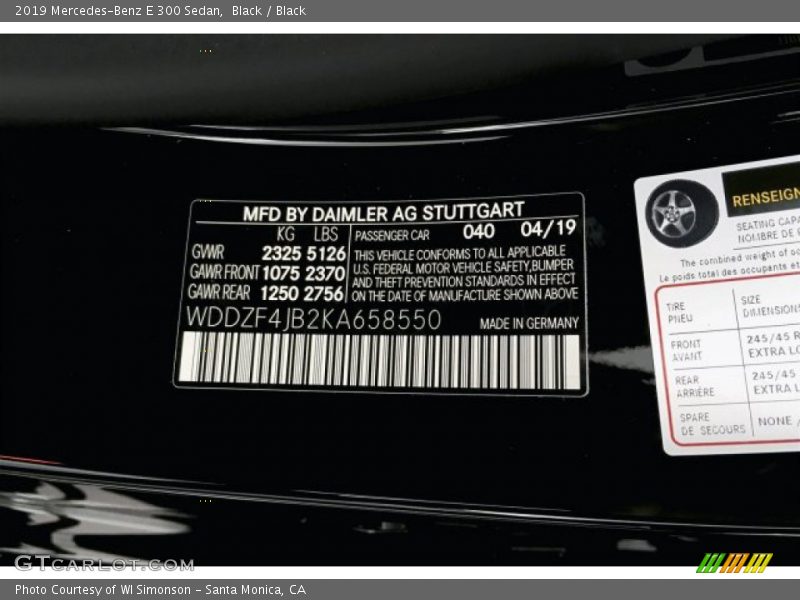 2019 Mercedes-Benz E 300 Sedan, Black / Black
MFD BY DAIMLER AG STUTTGART
KG LBS PASSENGER CAR 040 04/19
GVWR 2325 5126
GAWR FRONT 1075 2370
GAWR REAR 1250 2756
THIS VEHICLE CONFORMS TO ALL APPLICABLE
U.S. FEDERAL MOTOR VEHICLE SAFETY, BUMPER
AND THEFT PREVENTION STANDARDS IN EFFECT
ON THE DATE OF MANUFACTURE SHOWN ABOVE
WDDZF4JB2KA658550 MADE IN GERMANY
RENSEIGN
SEATING CAPA
NOMBRE DE
The combined weight of oc
Le poids total des occupants et
TIRE SIZE
PNEU DIMENSIONS
FRONT 245/45 R
AVANT EXTRA LO
REAR 245/45
ARRIÈRE EXTRA L
SPARE NONE /
DE SECOURS
GTCARLOT.COM
Photo Courtesy of WI Simonson - Santa Monica, CA